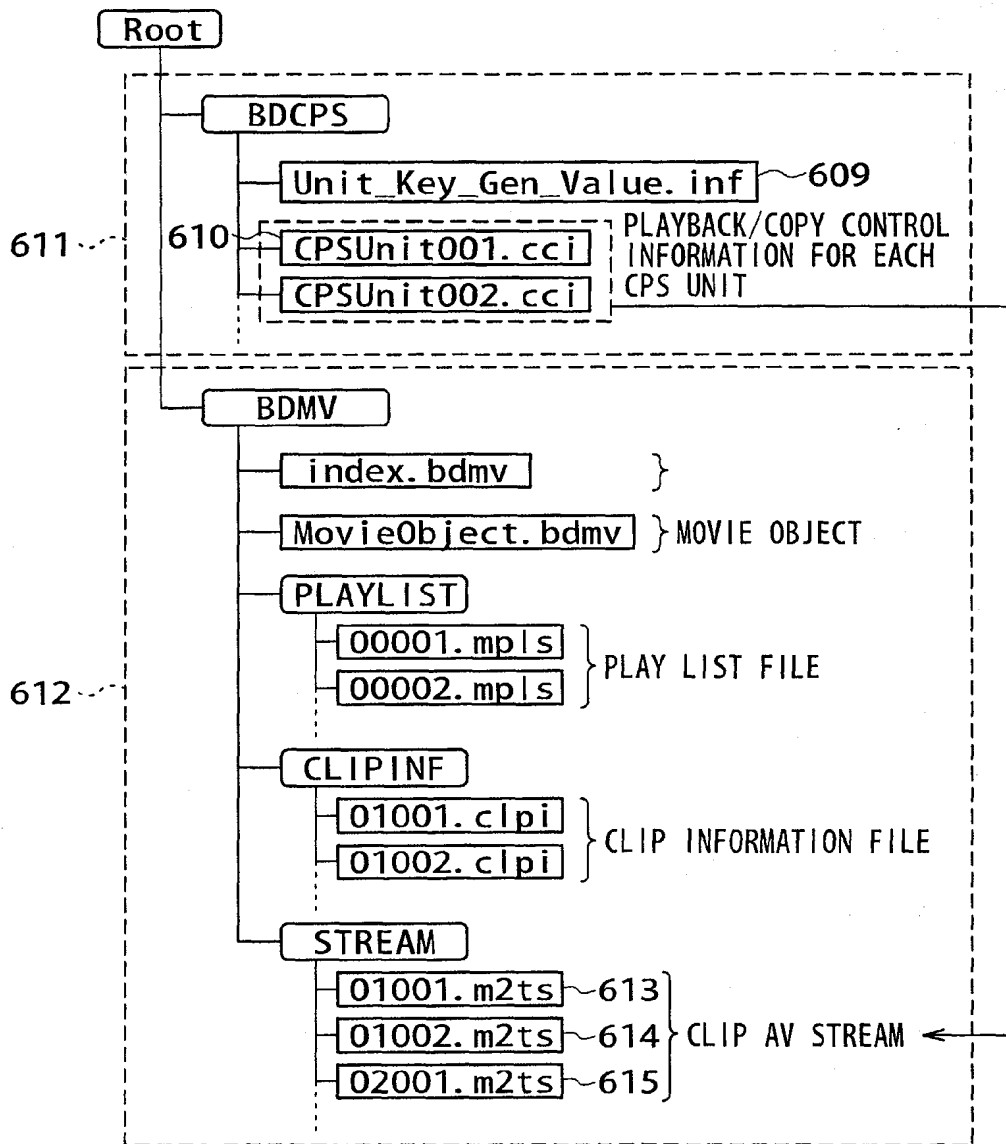 Root
BDCPS
Unit_Key_Gen_Value.inf 609
611
610
CPSUnit001.cci
CPSUnit002.cci
PLAYBACK/COPY CONTROL
INFORMATION FOR EACH
CPS UNIT
BDMV
index.bdmv }
MovieObject.bdmv } MOVIE OBJECT
PLAYLIST
00001.mpls
00002.mpls
PLAY LIST FILE
612
CLIPINF
01001.clpi
01002.clpi
CLIP INFORMATION FILE
STREAM
01001.m2ts 613
01002.m2ts 614
CLIP AV STREAM
02001.m2ts 615